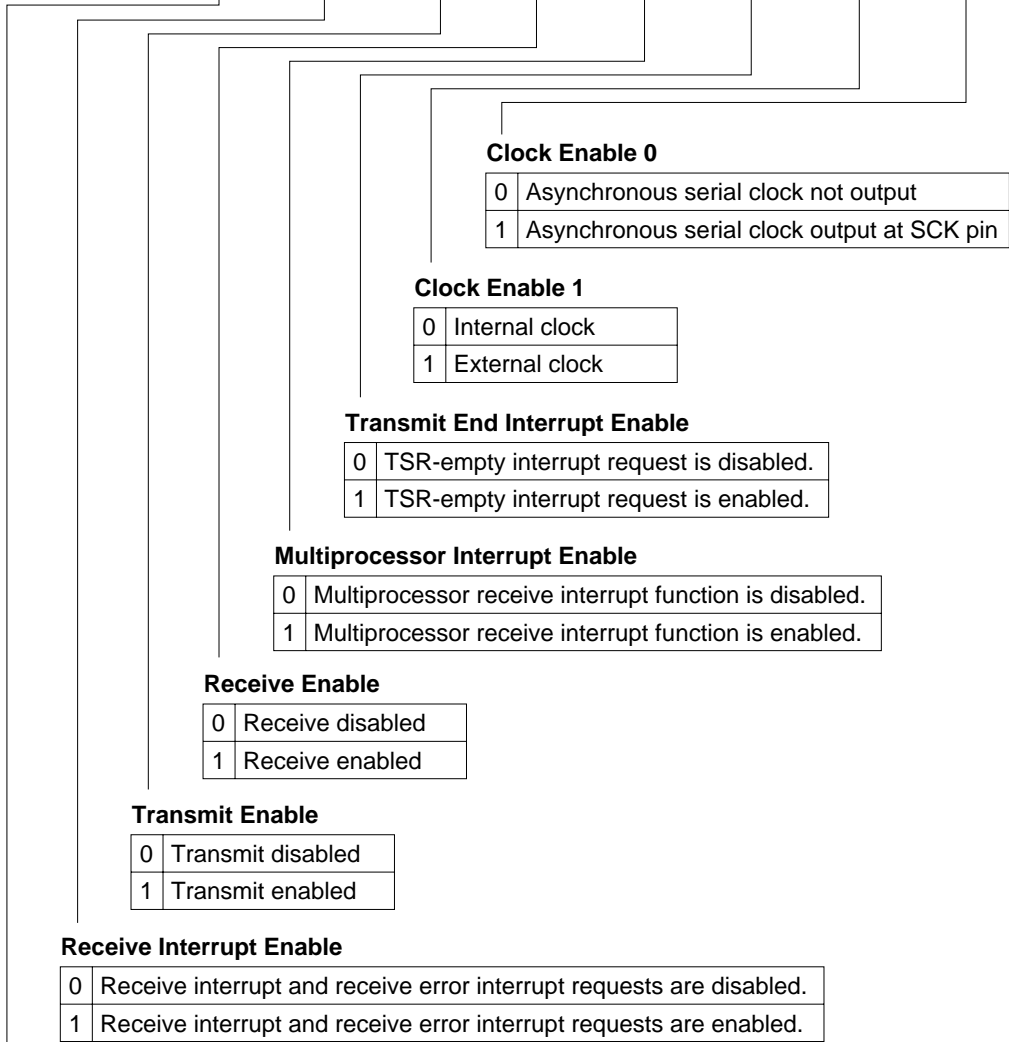 Clock Enable 0
0 Asynchronous serial clock not output
1 Asynchronous serial clock output at SCK pin
Clock Enable 1
0 Internal clock
1 External clock
Transmit End Interrupt Enable
0 TSR-empty interrupt request is disabled.
1 TSR-empty interrupt request is enabled.
Multiprocessor Interrupt Enable
0 Multiprocessor receive interrupt function is disabled.
1 Multiprocessor receive interrupt function is enabled.
Receive Enable
0 Receive disabled
1 Receive enabled
Transmit Enable
0 Transmit disabled
1 Transmit enabled
Receive Interrupt Enable
0 Receive interrupt and receive error interrupt requests are disabled.
1 Receive interrupt and receive error interrupt requests are enabled.